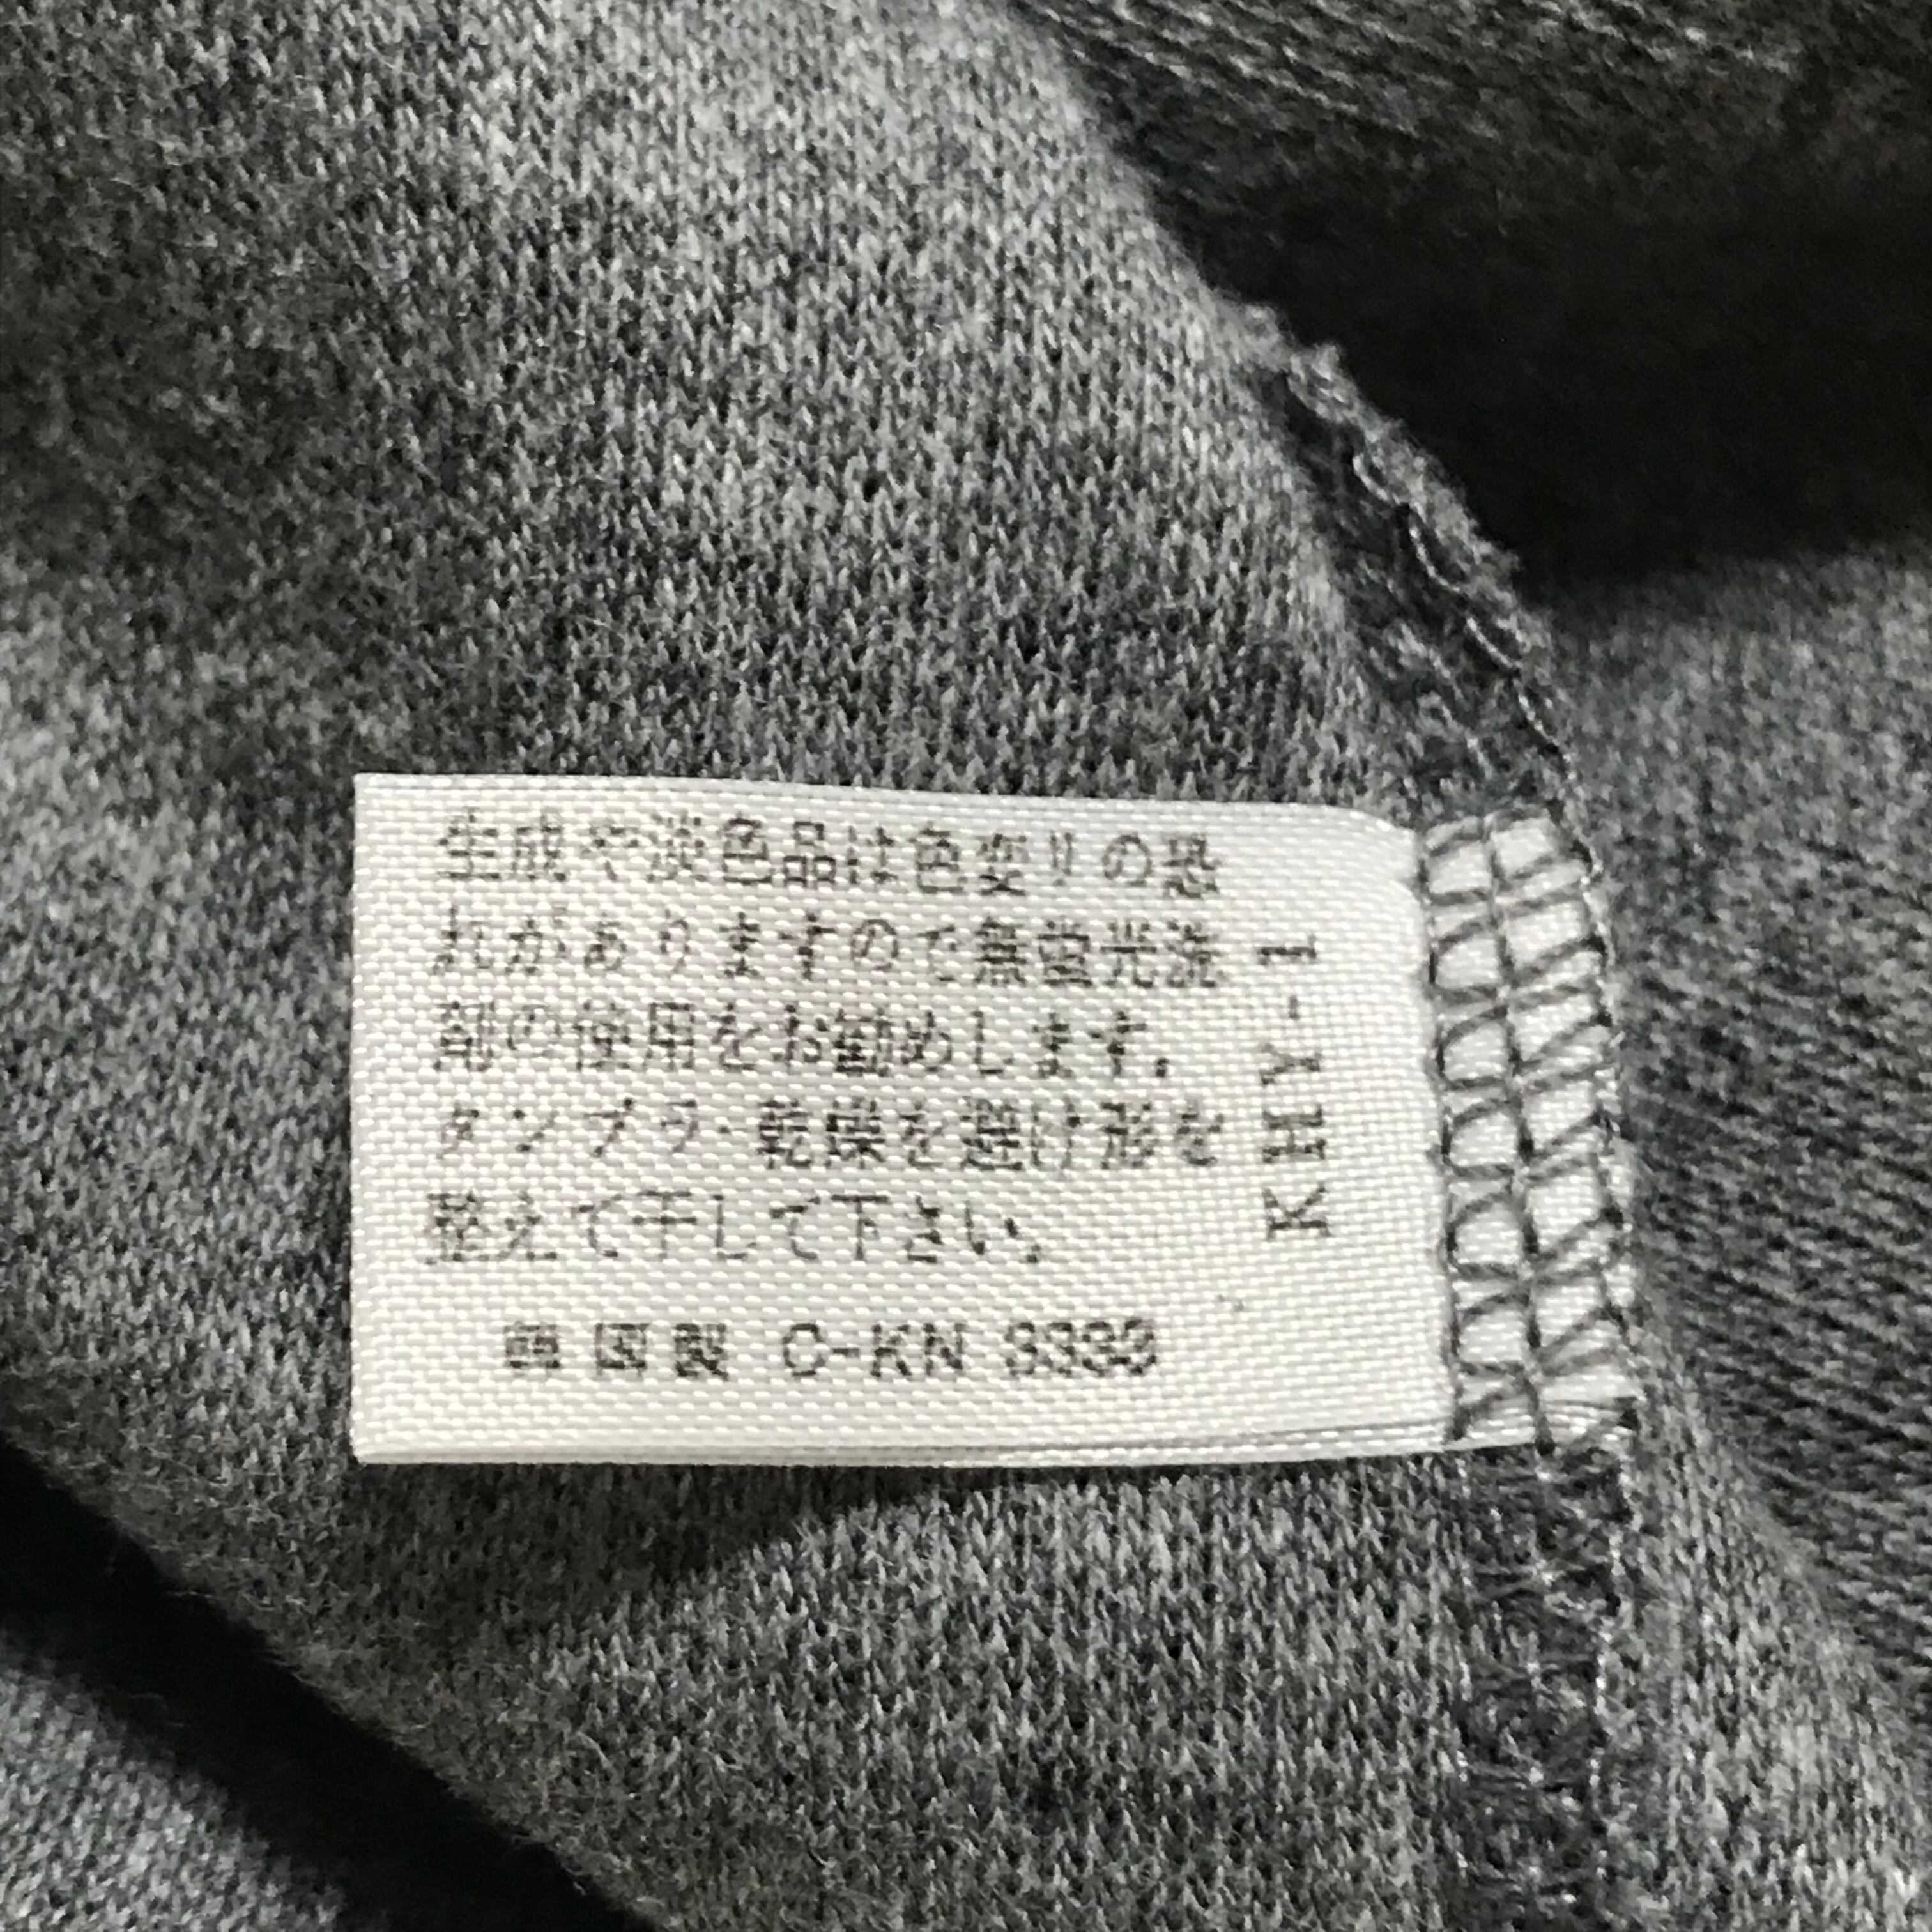 生成や淡色品は色変りの恐
れがありますので無蛍光洗
剤の使用をお勧めします。
タンブラ-乾燥を避け形を
整えて干して下さい。
国製 C-KN
KHY-1